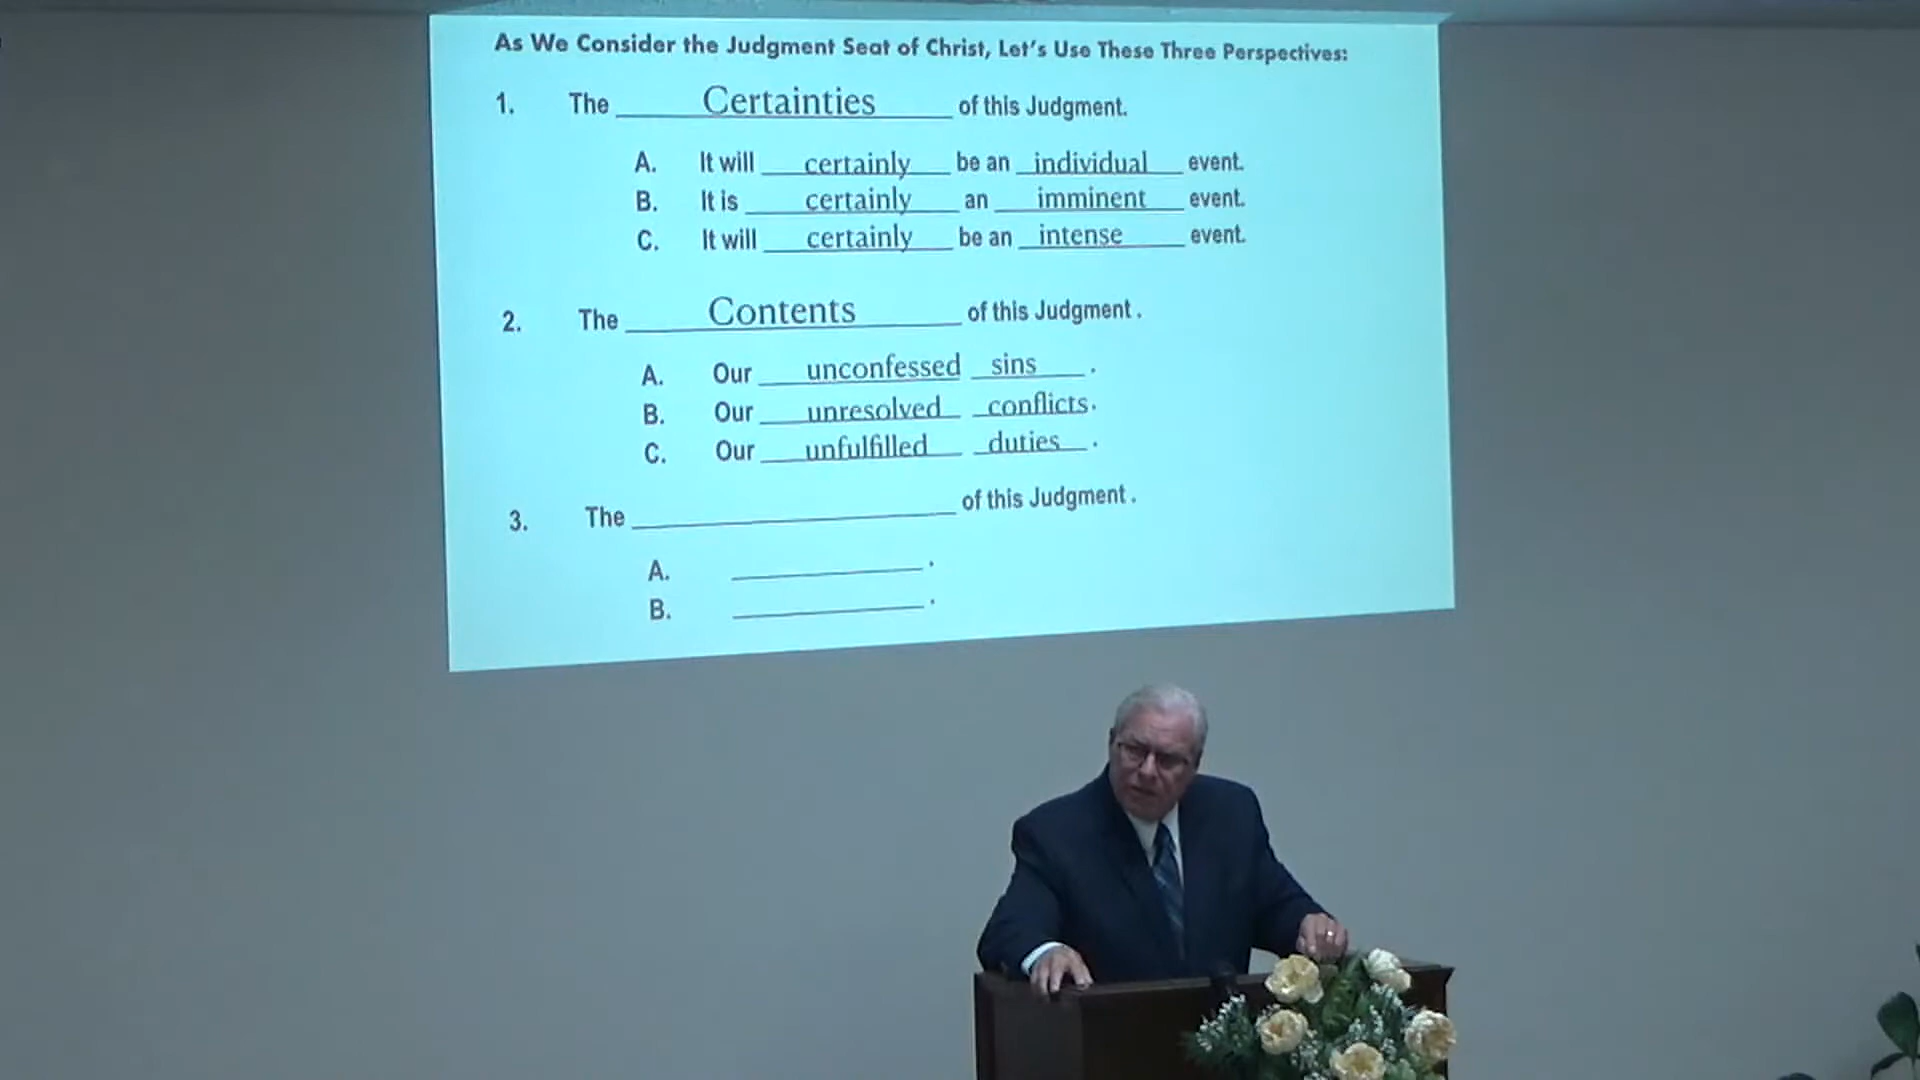 As We Consider the Judgment Seat of Christ, Let's Use These Three Perspectives:
1. The Certainties of this Judgment.
A. It will certainly be an individual event.
B. It is certainly an imminent event.
C. It will certainly be an intense event.
2. The Contents of this Judgment .
A. Our unconfessed sins .
B. Our unresolved conflicts.
C. Our unfulfilled duties .
3. The ____________ of this Judgment .
A. ____________ .
B. ____________ .